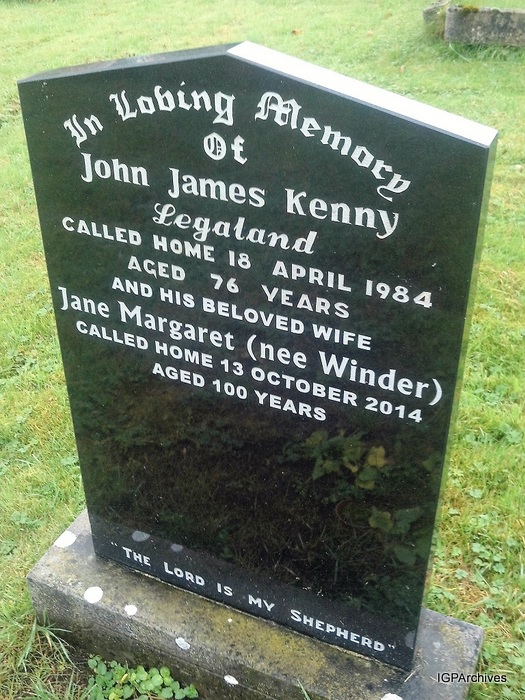 In Loving Memory
Of
John James Kenny
Legaland
CALLED HOME 18 APRIL 1984
AGED 76 YEARS
AND HIS BELOVED WIFE
Jane Margaret (nee Winder)
CALLED HOME 13 OCTOBER 2014
AGED 100 YEARS
"THE LORD IS MY SHEPHERD"
IGPArchives